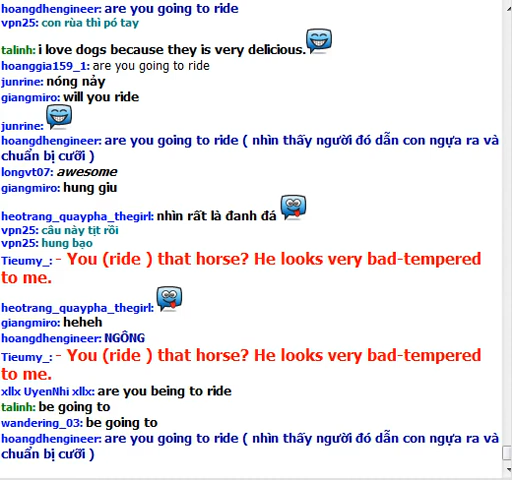 hoangdhengineer: are you going to ride
vpn25: con rùa thì pó tay
talinh: i love dogs because they is very delicious.
hoanggia159_1: are you going to ride
junrine: nóng nảy
giangmiro: will you ride
junrine:
hoangdhengineer: are you going to ride ( nhìn thấy người đó dẫn con ngựa ra và
chuẩn bị cưỡi )
longvt07: awesome
giangmiro: hung giu
heotrang_quaypha_thegirl: nhìn rất là đanh đá
vpn25: câu này tịt rồi
vpn25: hung bạo
Tieumy_: - You (ride ) that horse? He looks very bad-tempered
to me.
heotrang_quaypha_thegirl:
giangmiro: heheh
hoangdhengineer: NGÔNG
Tieumy_: - You (ride ) that horse? He looks very bad-tempered
to me.
xllx UyenNhi xllx: are you being to ride
talinh: be going to
wandering_03: be going to
hoangdhengineer: are you going to ride ( nhìn thấy người đó dẫn con ngựa ra và
chuẩn bị cưỡi )